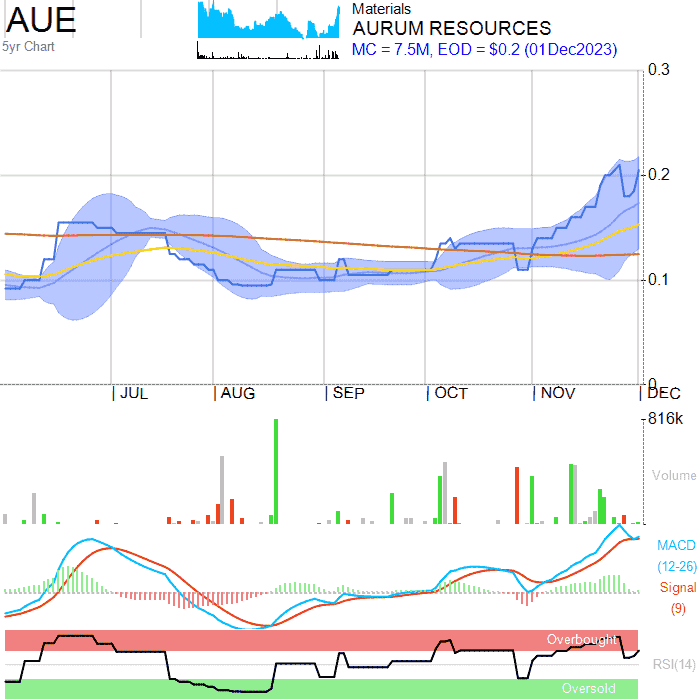 AUE
5yr Chart
Materials
AURUM RESOURCES
MC = 7.5M, EOD = $0.2 (01Dec2023)
0.3
0.2
0.1
0
JUL AUG SEP OCT NOV DEC
816k
Volume
MACD
(12-26)
Signal
(9)
Overbought
RSI(14)
Oversold